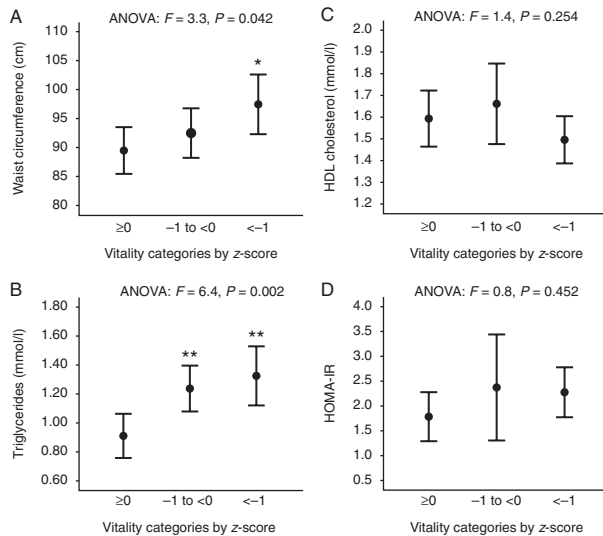 A
ANOVA: F = 3.3, P = 0.042
Waist circumference (cm)
110
105
100
95
90
85
80
*
≥0
−1 to <0
<−1
Vitality categories by z-score
B
ANOVA: F = 6.4, P = 0.002
Triglycerides (mmol/l)
1.80
1.60
1.40
1.20
1.00
0.80
0.60
**
**
≥0
−1 to <0
<−1
Vitality categories by z-score
C
ANOVA: F = 1.4, P = 0.254
HDL cholesterol (mmol/l)
2.0
1.9
1.8
1.7
1.6
1.5
1.4
1.3
1.2
≥0
−1 to <0
<−1
Vitality categories by z-score
D
ANOVA: F = 0.8, P = 0.452
HOMA-IR
4.0
3.5
3.0
2.5
2.0
1.5
1.0
0.5
≥0
−1 to <0
<−1
Vitality categories by z-score